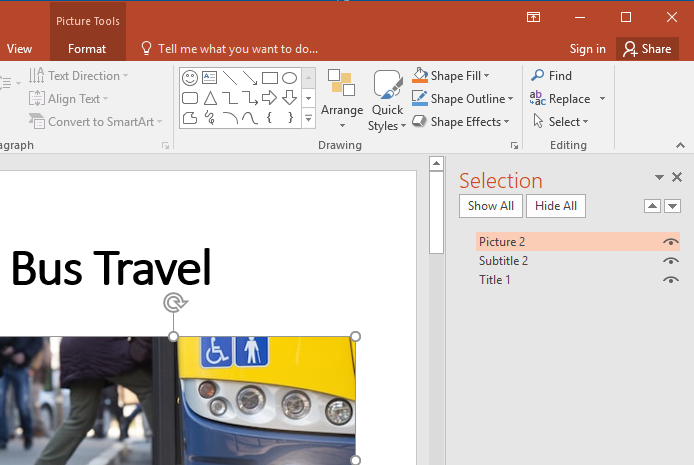 Picture Tools
View Format Tell me what you want to do... Sign in Share
Text Direction
Align Text
Convert to SmartArt
Arrange
Quick Styles
Shape Fill
Shape Outline
Shape Effects
Find
Replace
Select
agraph
Drawing
Editing
Selection
Show All Hide All
Picture 2
Subtitle 2
Title 1
Bus Travel